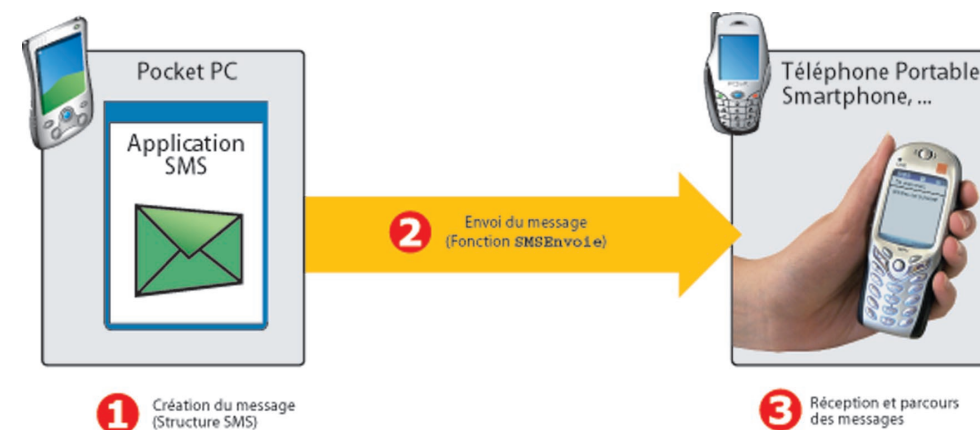 Pocket PC
Application
SMS
2
Envoi du message
(Fonction SMSEnvoie)
Téléphone Portable
Smartphone, ...
1
Création du message
(Structure SMS)
3
Réception et parcours
des messages